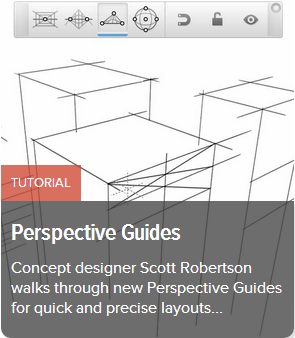 TUTORIAL
Perspective Guides
Concept designer Scott Robertson
walks through new Perspective Guides
for quick and precise layouts...